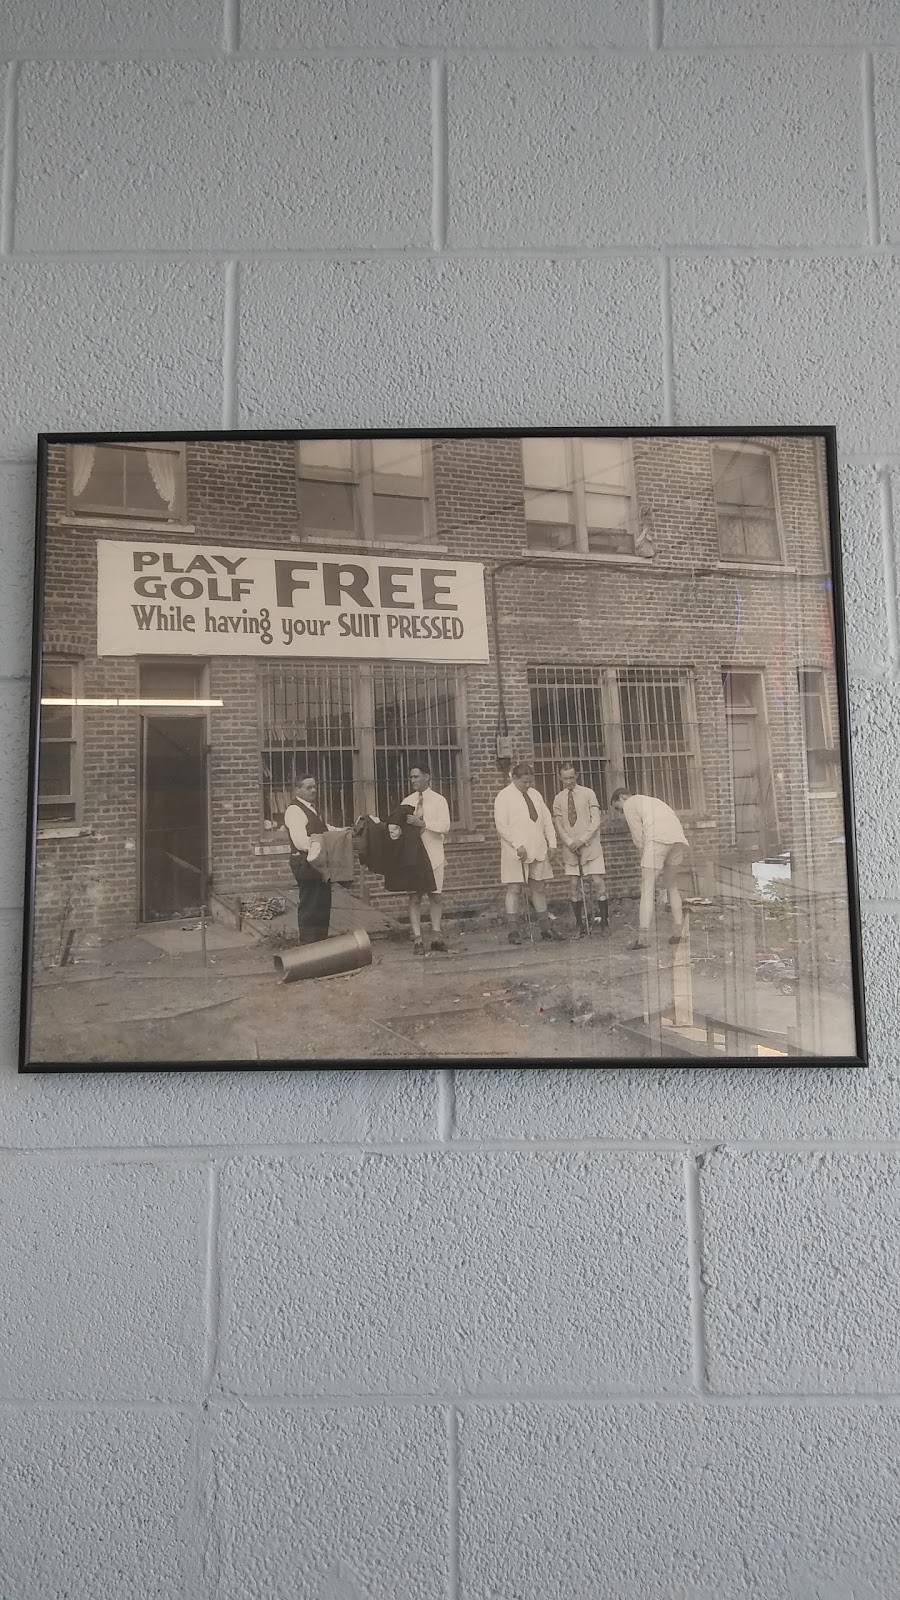 PLAY
GOLF FREE
While having your SUIT PRESSED